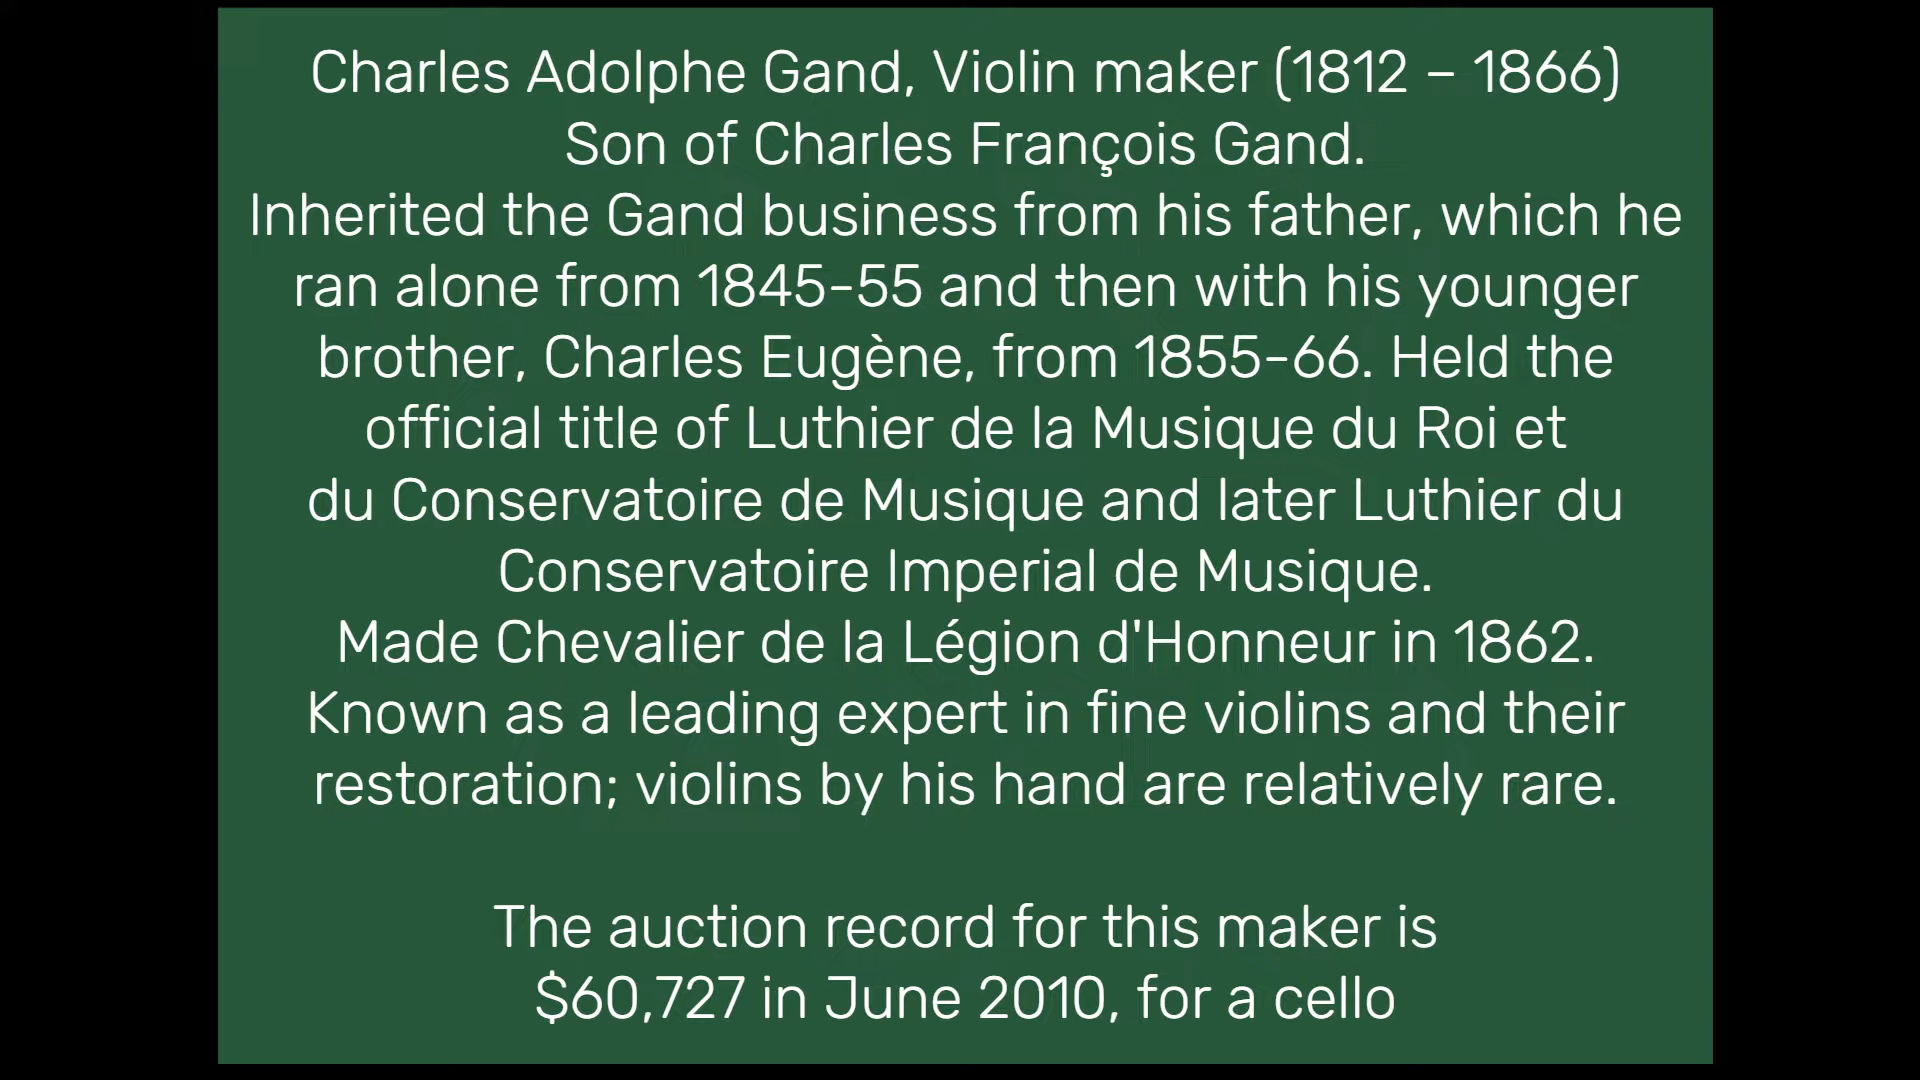 Charles Adolphe Gand, Violin maker (1812 – 1866)
Son of Charles François Gand.
Inherited the Gand business from his father, which he
ran alone from 1845-55 and then with his younger
brother, Charles Eugène, from 1855-66. Held the
official title of Luthier de la Musique du Roi et
du Conservatoire de Musique and later Luthier du
Conservatoire Imperial de Musique.
Made Chevalier de la Légion d'Honneur in 1862.
Known as a leading expert in fine violins and their
restoration; violins by his hand are relatively rare.
The auction record for this maker is
$60,727 in June 2010, for a cello